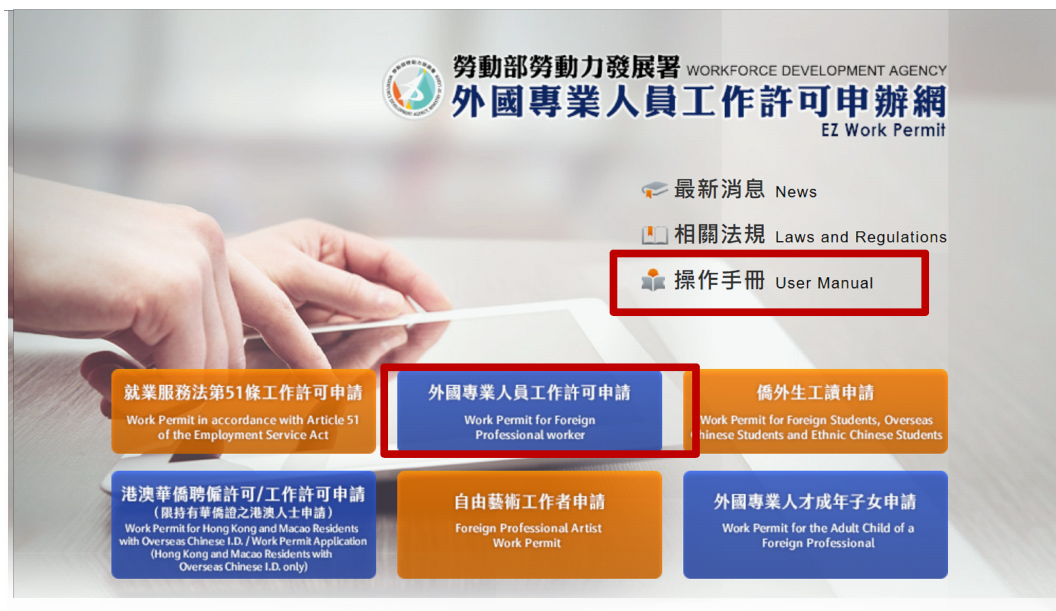 勞動部勞動力發展署 WORKFORCE DEVELOPMENT AGENCY
外國專業人員工作許可申辦網
EZ Work Permit
最新消息 News
相關法規 Laws and Regulations
操作手冊 User Manual
就業服務法第51條工作許可申請
Work Permit in accordance with Article 51
of the Employment Service Act
外國專業人員工作許可申請
Work Permit for Foreign
Professional worker
僑外生工讀申請
Work Permit for Foreign Students, Overseas
Chinese Students and Ethnic Chinese Students
港澳華僑聘僱許可/工作許可申請
(限持有華僑證之港澳人士申請)
Work Permit for Hong Kong and Macao Residents
with Overseas Chinese I.D. / Work Permit Application
(Hong Kong and Macao Residents with
Overseas Chinese I.D. only)
自由藝術工作者申請
Foreign Professional Artist
Work Permit
外國專業人才成年子女申請
Work Permit for the Adult Child of a
Foreign Professional